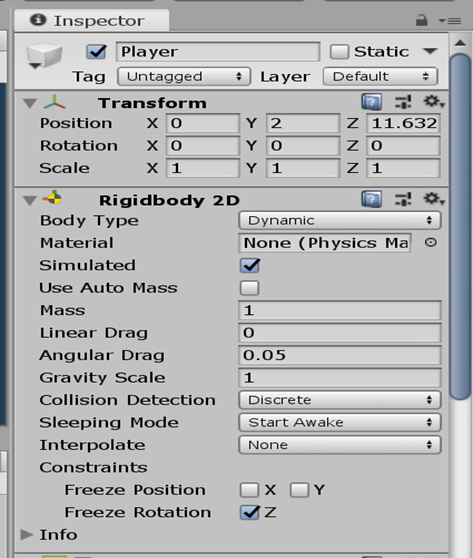 Inspector
Player Static
Tag Untagged Layer Default
Transform
Position X 0 Y 2 Z 11.632
Rotation X 0 Y 0 Z 0
Scale X 1 Y 1 Z 1
Rigidbody 2D
Body Type Dynamic
Material None (Physics Ma
Simulated
Use Auto Mass
Mass 1
Linear Drag 0
Angular Drag 0.05
Gravity Scale 1
Collision Detection Discrete
Sleeping Mode Start Awake
Interpolate None
Constraints
Freeze Position X Y
Freeze Rotation Z
Info